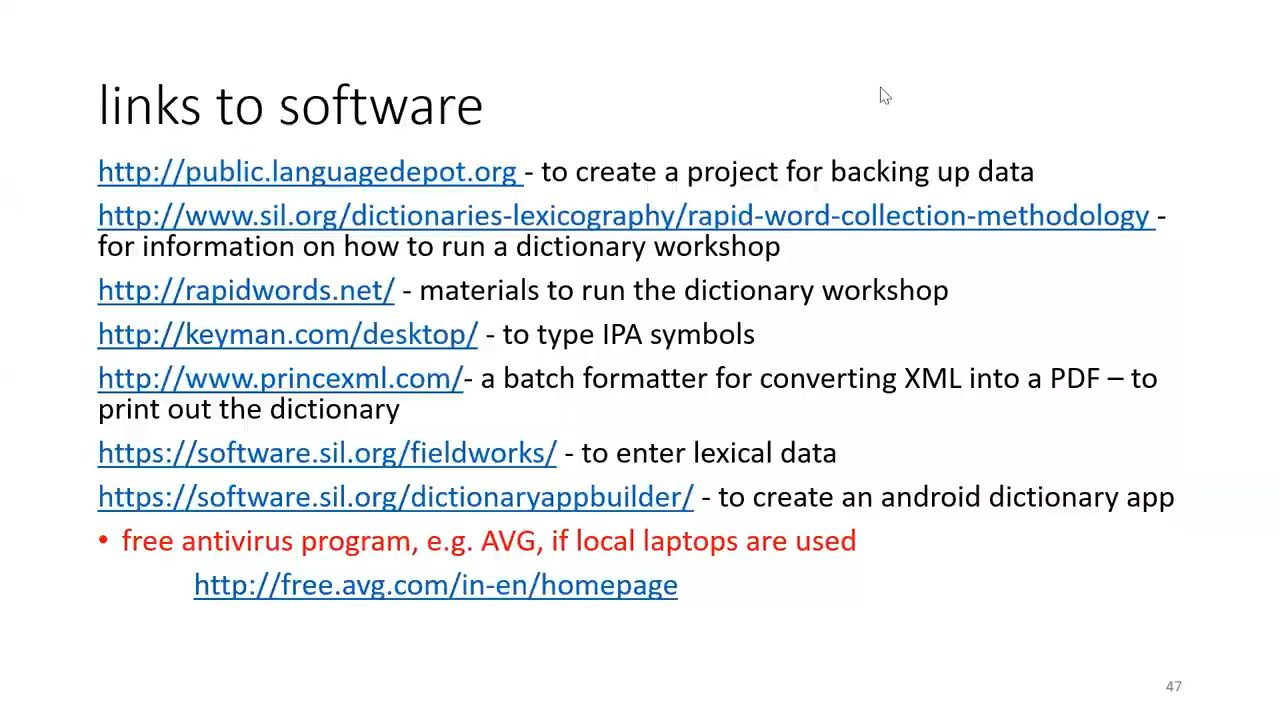 links to software
http://public.languagedepot.org - to create a project for backing up data
http://www.sil.org/dictionaries-lexicography/rapid-word-collection-methodology -
for information on how to run a dictionary workshop
http://rapidwords.net/ - materials to run the dictionary workshop
http://keyman.com/desktop/ - to type IPA symbols
http://www.princexml.com/- a batch formatter for converting XML into a PDF – to
print out the dictionary
https://software.sil.org/fieldworks/ - to enter lexical data
https://software.sil.org/dictionaryappbuilder/ - to create an android dictionary app
• free antivirus program, e.g. AVG, if local laptops are used
http://free.avg.com/in-en/homepage
47